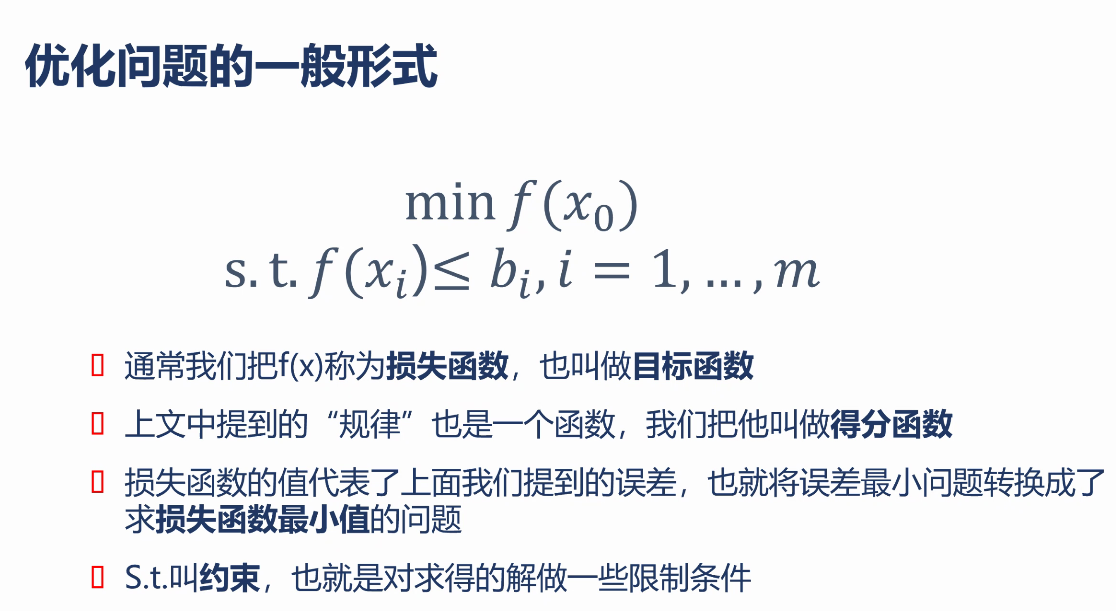 优化问题的一般形式
min f(x₀)
s.t. f(xᵢ)≤ bᵢ, i = 1, … , m
通常我们把f(x)称为损失函数，也叫做目标函数
上文中提到的“规律”也是一个函数，我们把他叫做得分函数
损失函数的值代表了上面我们提到的误差，也就将误差最小问题转换成了
求损失函数最小值的问题
S.t.叫约束，也就是对求得的解做一些限制条件